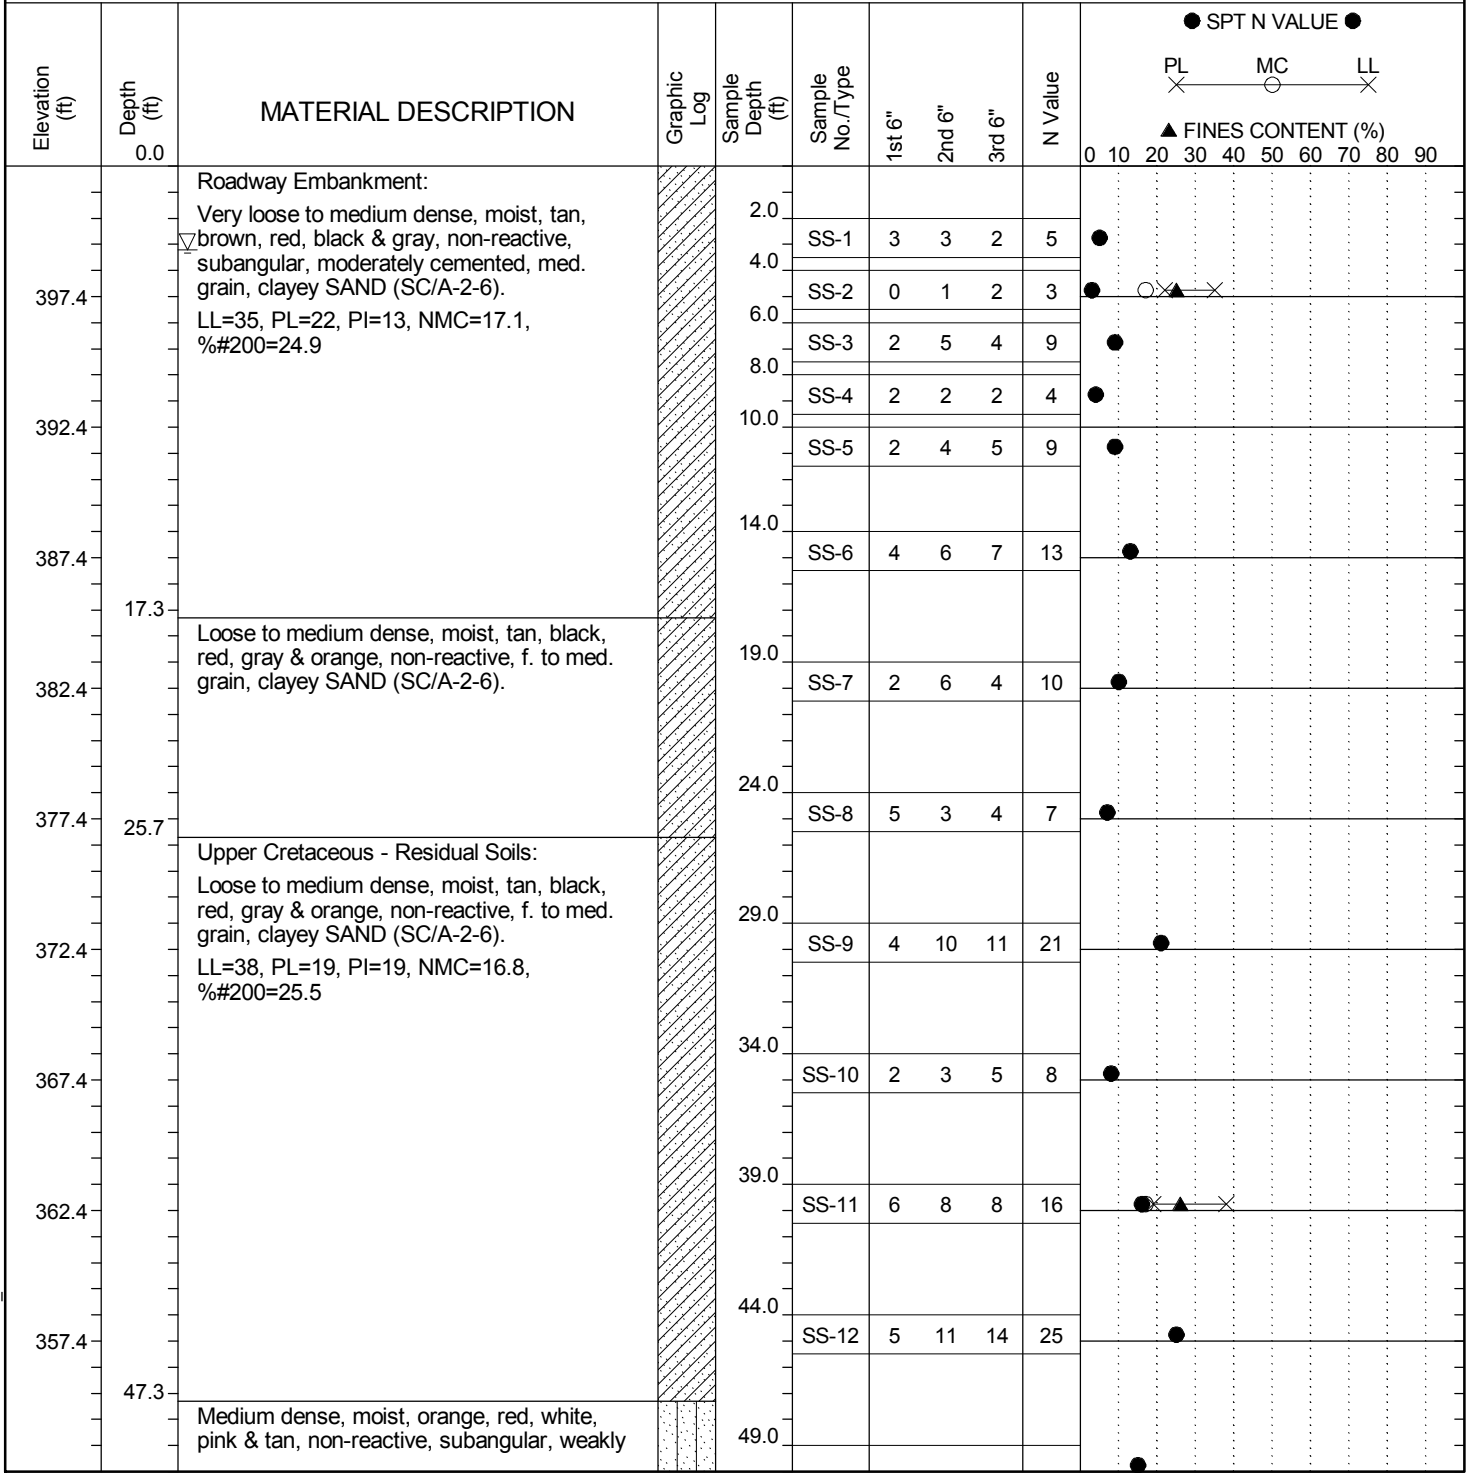 ● SPT N VALUE ●
PL MC LL
▲ FINES CONTENT (%)
0 10 20 30 40 50 60 70 80 90
Elevation (ft)
Depth (ft)
0.0
MATERIAL DESCRIPTION
Graphic Log
Sample Depth (ft)
Sample No./Type
1st 6"
2nd 6"
3rd 6"
N Value
Roadway Embankment:
Very loose to medium dense, moist, tan,
brown, red, black & gray, non-reactive,
subangular, moderately cemented, med.
grain, clayey SAND (SC/A-2-6).
LL=35, PL=22, PI=13, NMC=17.1,
%#200=24.9
2.0
SS-1 3 3 2 5
4.0
397.4
SS-2 0 1 2 3
6.0
SS-3 2 5 4 9
8.0
SS-4 2 2 2 4
10.0
392.4
SS-5 2 4 5 9
14.0
387.4
SS-6 4 6 7 13
17.3
Loose to medium dense, moist, tan, black,
red, gray & orange, non-reactive, f. to med.
grain, clayey SAND (SC/A-2-6).
19.0
382.4
SS-7 2 6 4 10
24.0
377.4
SS-8 5 3 4 7
25.7
Upper Cretaceous - Residual Soils:
Loose to medium dense, moist, tan, black,
red, gray & orange, non-reactive, f. to med.
grain, clayey SAND (SC/A-2-6).
LL=38, PL=19, PI=19, NMC=16.8,
%#200=25.5
29.0
372.4
SS-9 4 10 11 21
34.0
367.4
SS-10 2 3 5 8
39.0
362.4
SS-11 6 8 8 16
44.0
357.4
SS-12 5 11 14 25
47.3
Medium dense, moist, orange, red, white,
pink & tan, non-reactive, subangular, weakly
49.0